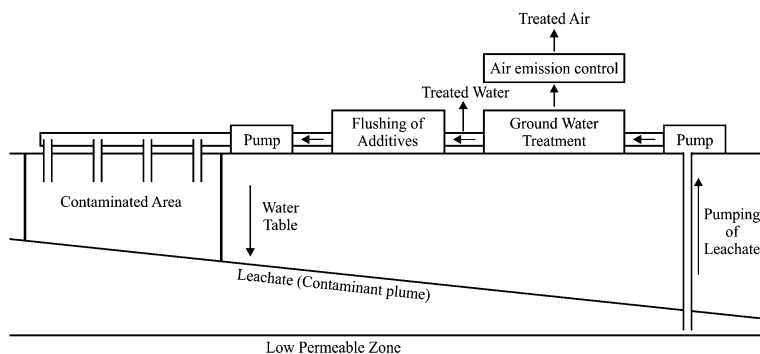 Treated Air
Air emission control
Treated Water
Pump
Flushing of
Additives
Ground Water
Treatment
Pump
Contaminated Area
Water
Table
Pumping
of
Leachate
Leachate (Contaminant plume)
Low Permeable Zone